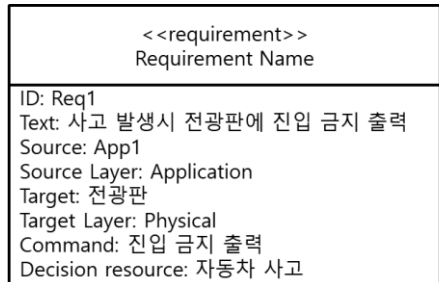 <<requirement>>
Requirement Name
ID: Req1
Text: 사고 발생시 전광판에 진입 금지 출력
Source: App1
Source Layer: Application
Target: 전광판
Target Layer: Physical
Command: 진입 금지 출력
Decision resource: 자동차 사고